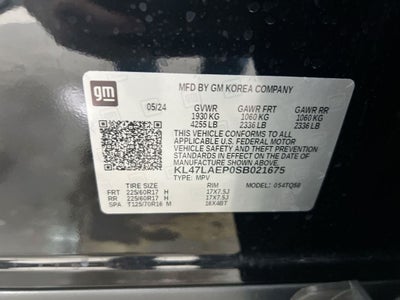 gm
MFD BY GM KOREA COMPANY
05/24 GVWR GAWR FRT GAWR RR
1930 KG 1060 KG 1060 KG
4255 LB 2336 LB 2336 LB
THIS VEHICLE CONFORMS TO ALL
APPLICABLE U.S. FEDERAL MOTOR
VEHICLE SAFETY AND THEFT PREVENTION
STANDARDS IN EFFECT ON THE DATE OF
MANUFACTURE SHOWN ABOVE.
KL47LAEP0SB021675
TYPE: MPV
TIRE SIZE RIM MODEL: 0S4TQ58
FRT 225/60R17 H 17X7.5J
RR 225/60R17 H 17X7.5J
SPA T125/70R16 M 16X4BT